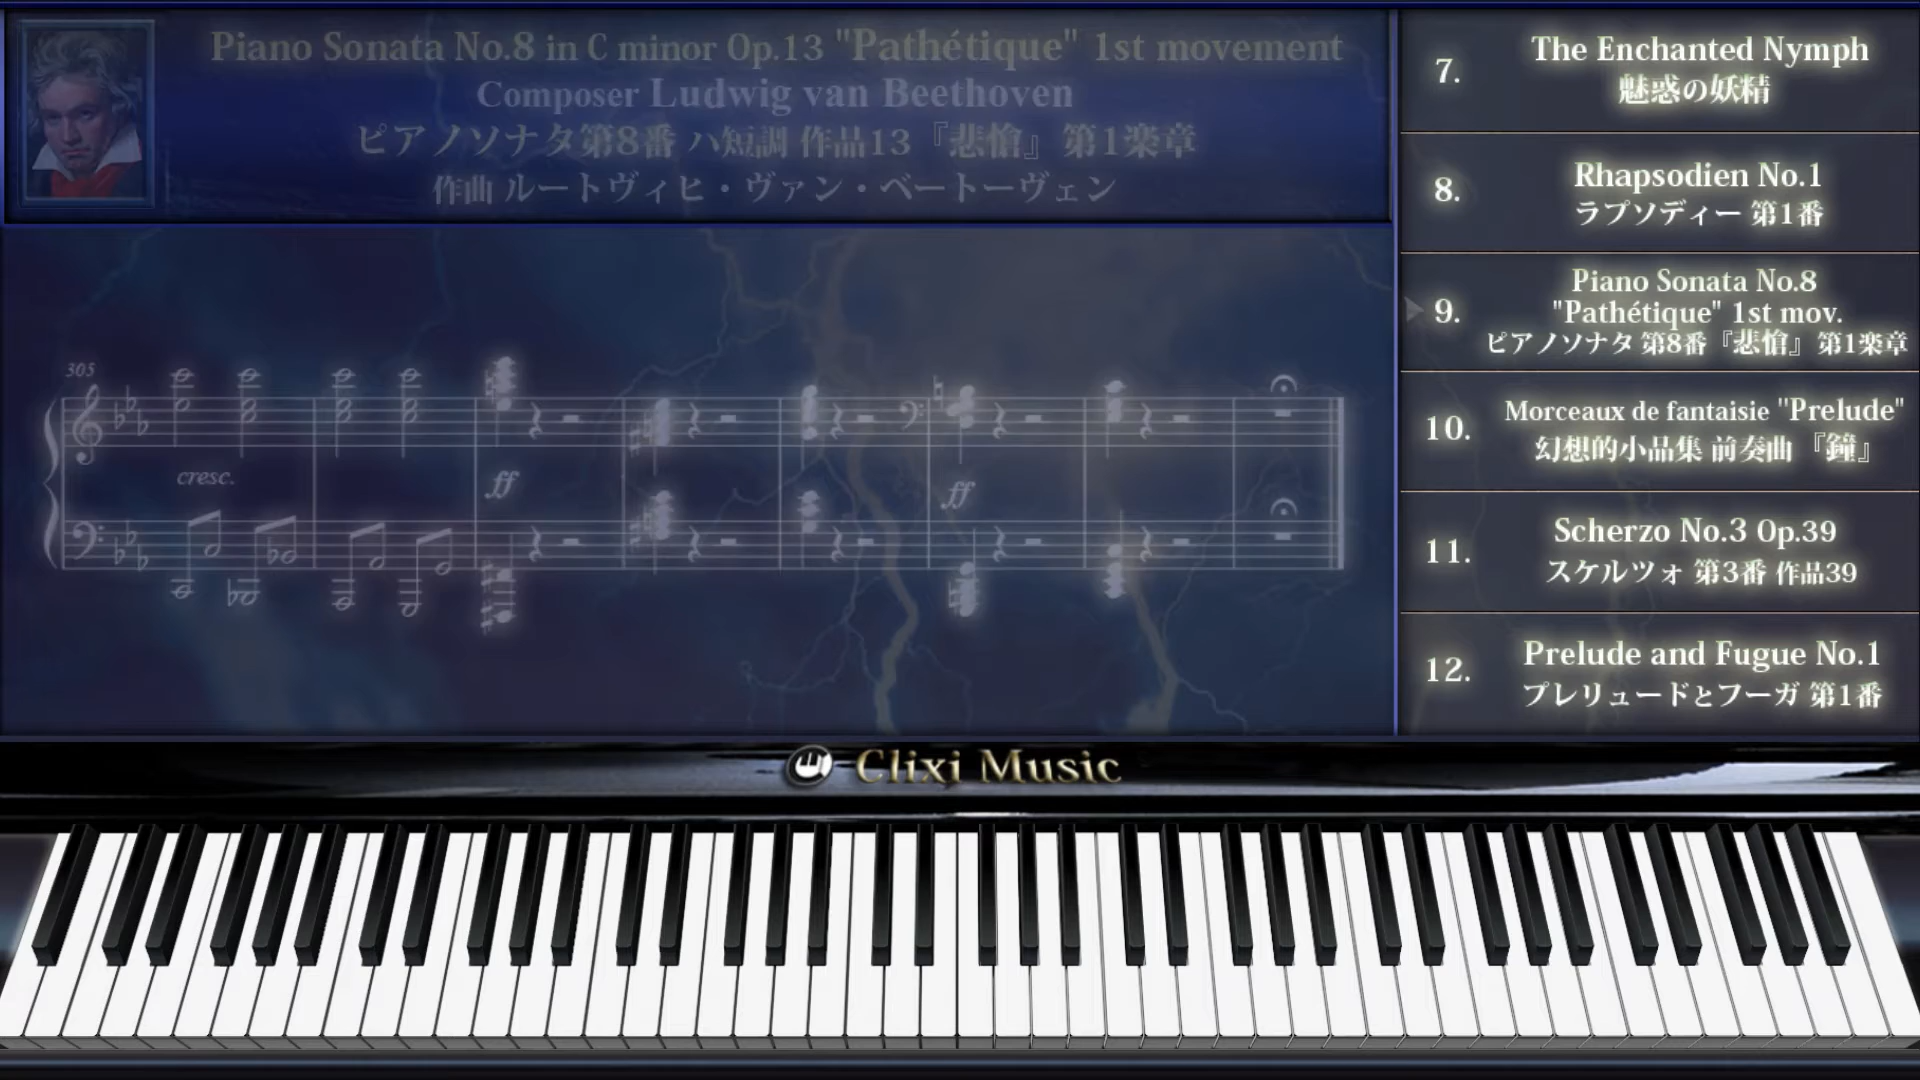 Piano Sonata No.8 in C minor Op.13 "Pathétique" 1st movement
Composer Ludwig van Beethoven
ピアノソナタ第8番 ハ短調 作品13『悲愴』第1楽章
作曲 ルートヴィヒ・ヴァン・ベートーヴェン
305
cresc.
ff
ff
7.
The Enchanted Nymph
魅惑の妖精
8.
Rhapsodien No.1
ラプソディー 第1番
9.
Piano Sonata No.8
"Pathétique" 1st mov.
ピアノソナタ 第8番『悲愴』第1楽章
10.
Morceaux de fantaisie "Prelude"
幻想的小品集 前奏曲 『鐘』
11.
Scherzo No.3 Op.39
スケルツォ 第3番 作品39
12.
Prelude and Fugue No.1
プレリュードとフーガ 第1番
Clixi Music